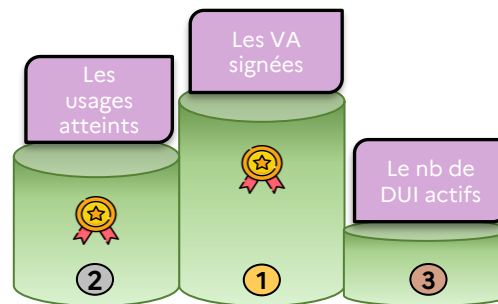 Les VA
signées
Les
usages
atteints
Le nb de
DUI actifs
2
1
3